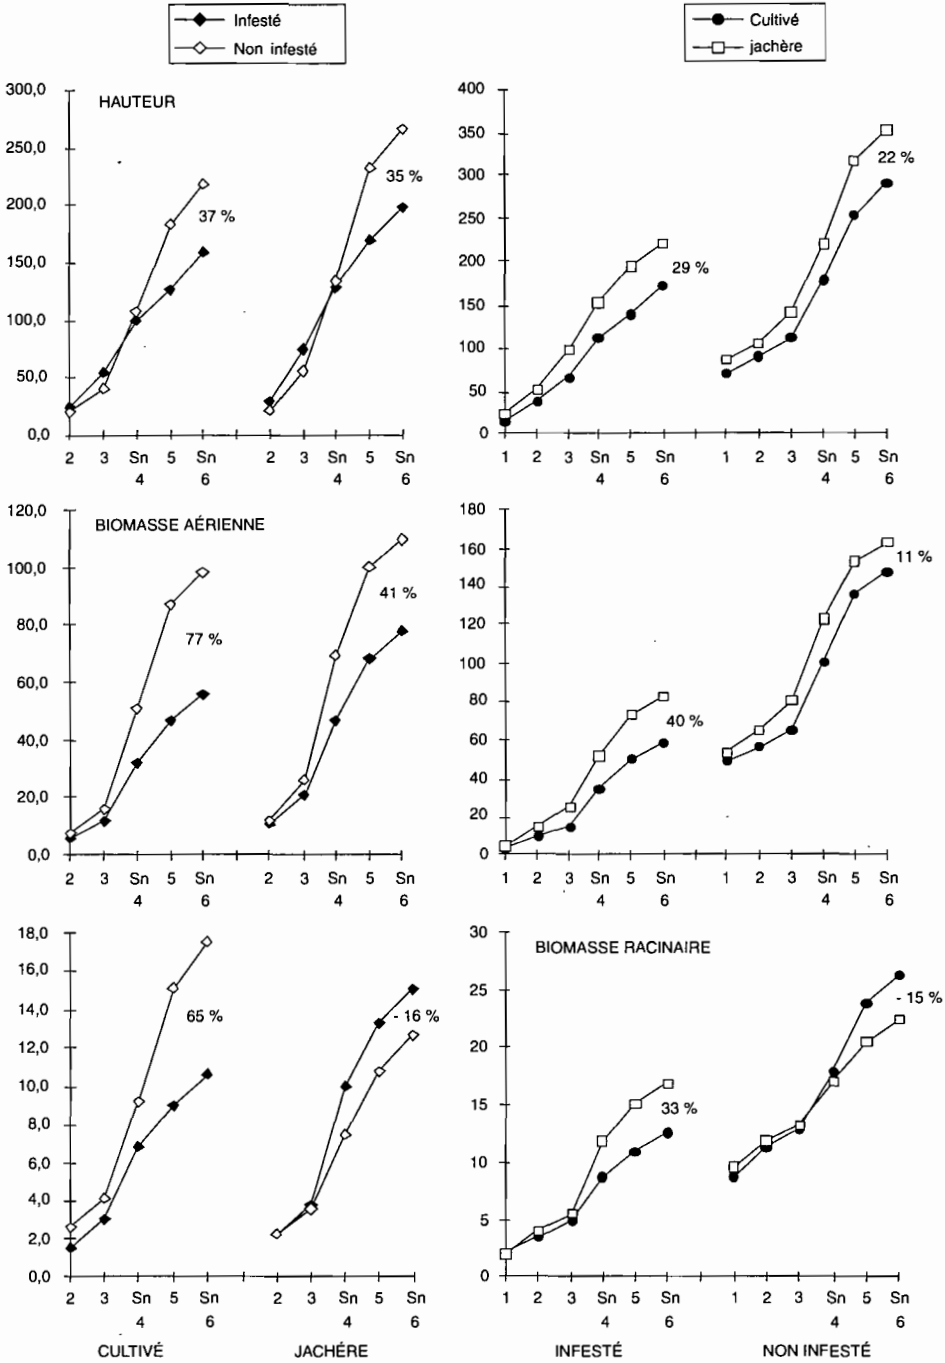 Infesté
Non infesté
Cultivé
jachère
HAUTEUR
300,0
250,0
200,0
150,0
100,0
50,0
0,0
37 %
35 %
2 3 Sn 5 Sn 2 3 Sn 5 Sn
4 6 4 6
400
350
300
250
200
150
100
50
0
29 %
22 %
1 2 3 Sn 5 Sn 1 2 3 Sn 5 Sn
4 6 4 6
BIOMASSE AÉRIENNE
120,0
100,0
80,0
60,0
40,0
20,0
0,0
77 %
41 %
2 3 Sn 5 Sn 2 3 Sn 5 Sn
4 6 4 6
180
160
140
120
100
80
60
40
20
0
40 %
11 %
1 2 3 Sn 5 Sn 1 2 3 Sn 5 Sn
4 6 4 6
18,0
16,0
14,0
12,0
10,0
8,0
6,0
4,0
2,0
0,0
65 %
- 16 %
2 3 Sn 5 Sn 2 3 Sn 5 Sn
4 6 4 6
CULTIVÉ JACHÉRE
BIOMASSE RACINAIRE
30
25
20
15
10
5
0
33 %
- 15 %
1 2 3 Sn 5 Sn 1 2 3 Sn 5 Sn
4 6 4 6
INFESTÉ NON INFESTÉ